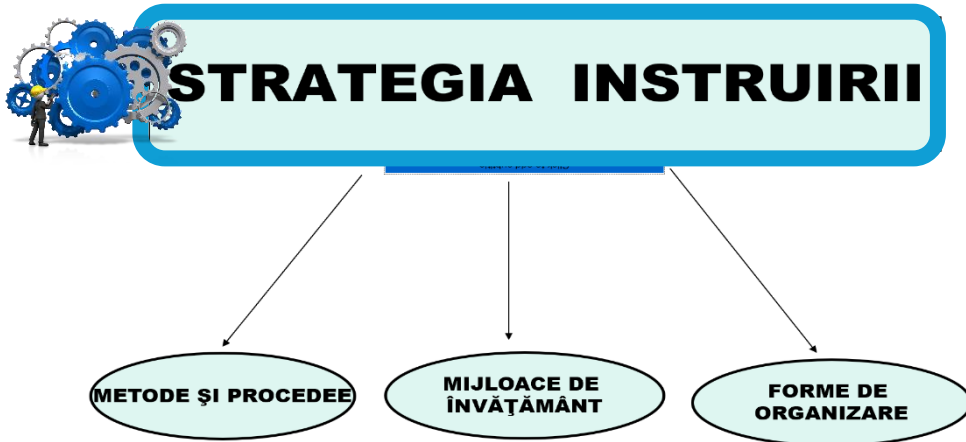 STRATEGIA INSTRUIRII
METODE ŞI PROCEDEE
MIJLOACE DE
ÎNVĂŢĂMÂNT
FORME DE
ORGANIZARE